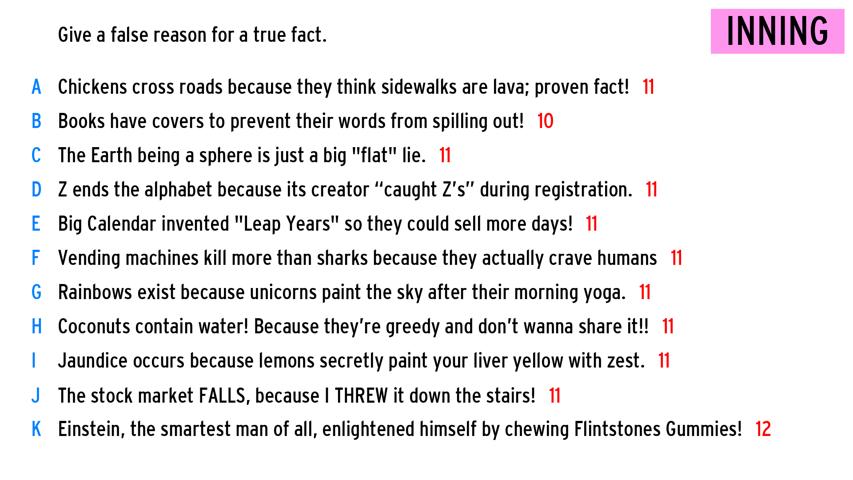 Give a false reason for a true fact.
INNING
A Chickens cross roads because they think sidewalks are lava; proven fact! 11
B Books have covers to prevent their words from spilling out! 10
C The Earth being a sphere is just a big "flat" lie. 11
D Z ends the alphabet because its creator “caught Z’s” during registration. 11
E Big Calendar invented "Leap Years" so they could sell more days! 11
F Vending machines kill more than sharks because they actually crave humans 11
G Rainbows exist because unicorns paint the sky after their morning yoga. 11
H Coconuts contain water! Because they’re greedy and don’t wanna share it!! 11
I Jaundice occurs because lemons secretly paint your liver yellow with zest. 11
J The stock market FALLS, because I THREW it down the stairs! 11
K Einstein, the smartest man of all, enlightened himself by chewing Flintstones Gummies! 12